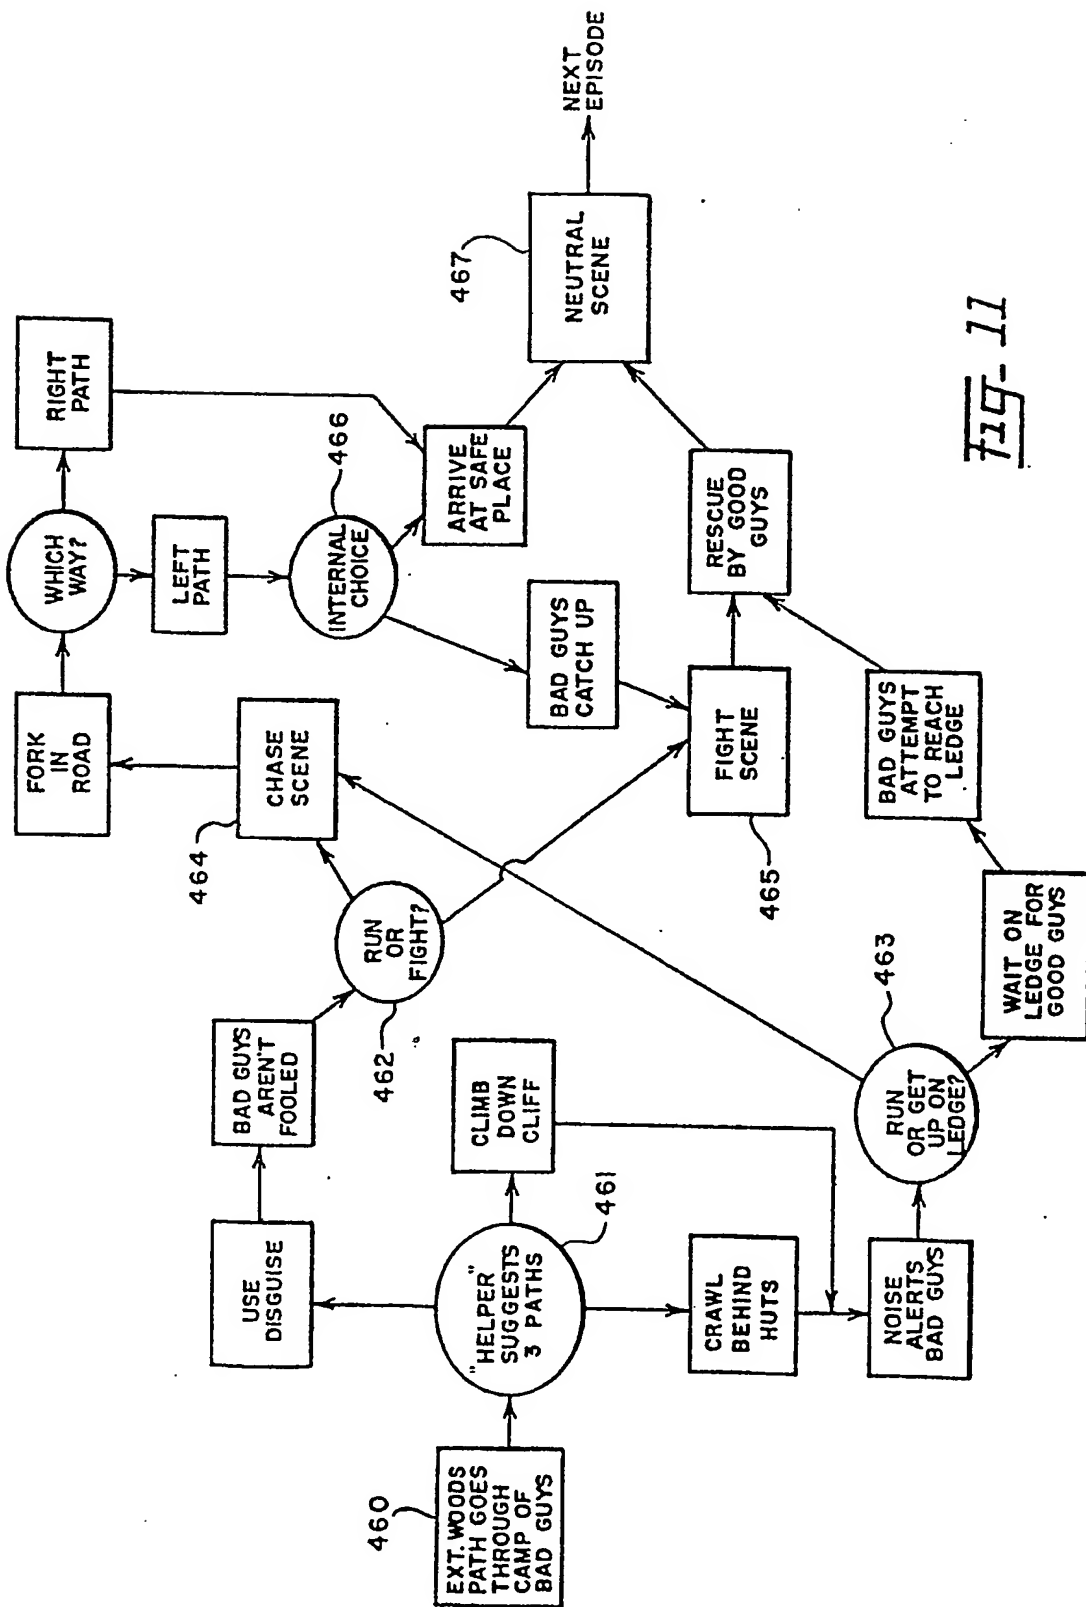 460
EXT. WOODS
PATH GOES
THROUGH
CAMP OF
BAD GUYS
"HELPER"
SUGGESTS
3 PATHS
461
USE
DISGUISE
BAD GUYS
AREN'T
FOOLED
CLIMB
DOWN
CLIFF
CRAWL
BEHIND
HUTS
NOISE
ALERTS
BAD GUYS
RUN
OR
FIGHT?
462
RUN
OR GET
UP ON
LEDGE?
463
464
CHASE
SCENE
FORK
IN
ROAD
WHICH
WAY?
LEFT
PATH
RIGHT
PATH
INTERNAL
CHOICE
466
BAD GUYS
CATCH UP
ARRIVE
AT SAFE
PLACE
FIGHT
SCENE
465
WAIT ON
LEDGE FOR
GOOD GUYS
BAD GUYS
ATTEMPT
TO REACH
LEDGE
RESCUE
BY GOOD
GUYS
467
NEUTRAL
SCENE
NEXT
EPISODE
FIG- 11